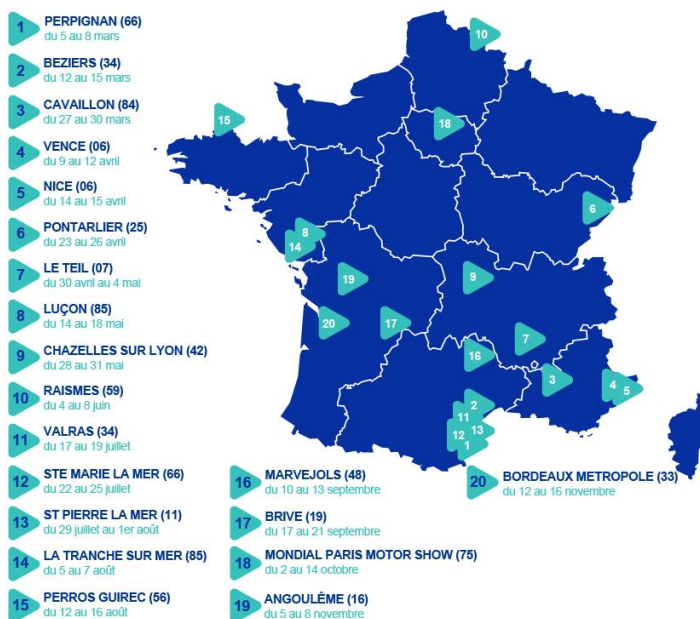 1 PERPIGNAN (66)
du 5 au 8 mars
2 BEZIERS (34)
du 12 au 15 mars
3 CAVAILLON (84)
du 27 au 30 mars
4 VENCE (06)
du 9 au 12 avril
5 NICE (06)
du 14 au 15 avril
6 PONTARLIER (25)
du 23 au 26 avril
7 LE TEIL (07)
du 30 avril au 4 mai
8 LUÇON (85)
du 14 au 18 mai
9 CHAZELLES SUR LYON (42)
du 28 au 31 mai
10 RAISMES (59)
du 4 au 8 juin
11 VALRAS (34)
du 17 au 19 juillet
12 STE MARIE LA MER (66)
du 22 au 25 juillet
13 ST PIERRE LA MER (11)
du 29 juillet au 1er août
14 LA TRANCHE SUR MER (85)
du 5 au 7 août
15 PERROS GUIREC (56)
du 12 au 16 août
16 MARVEJOLS (48)
du 10 au 13 septembre
17 BRIVE (19)
du 17 au 21 septembre
18 MONDIAL PARIS MOTOR SHOW (75)
du 2 au 14 octobre
19 ANGOULÊME (16)
du 5 au 8 novembre
20 BORDEAUX METROPOLE (33)
du 12 au 16 novembre
10
18
15
6
8
14
19
9
20
17
7
16
3
4
5
2
11
13
12
1